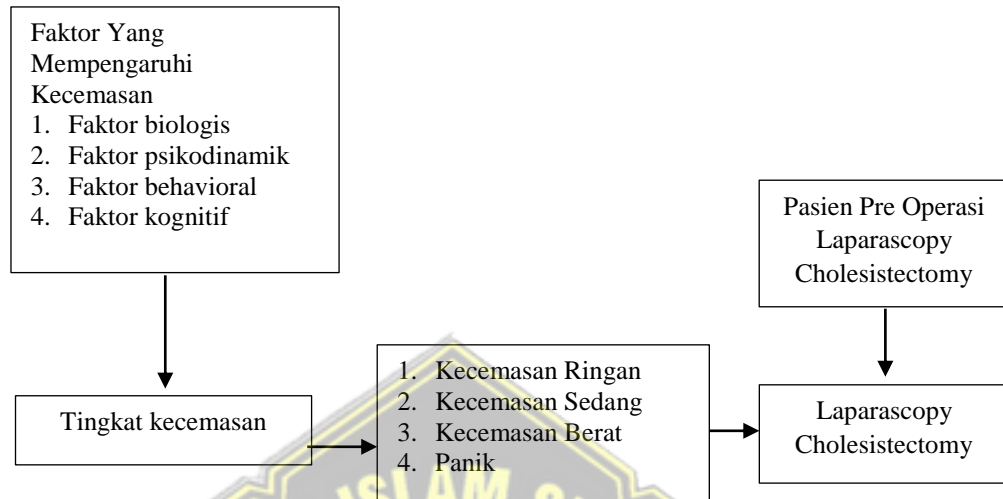 Faktor Yang
Mempengaruhi
Kecemasan
1. Faktor biologis
2. Faktor psikodinamik
3. Faktor behavioral
4. Faktor kognitif
Pasien Pre Operasi
Laparascopy
Cholesistectomy
Tingkat kecemasan
1. Kecemasan Ringan
2. Kecemasan Sedang
3. Kecemasan Berat
4. Panik
Laparascopy
Cholesistectomy
ISLAM